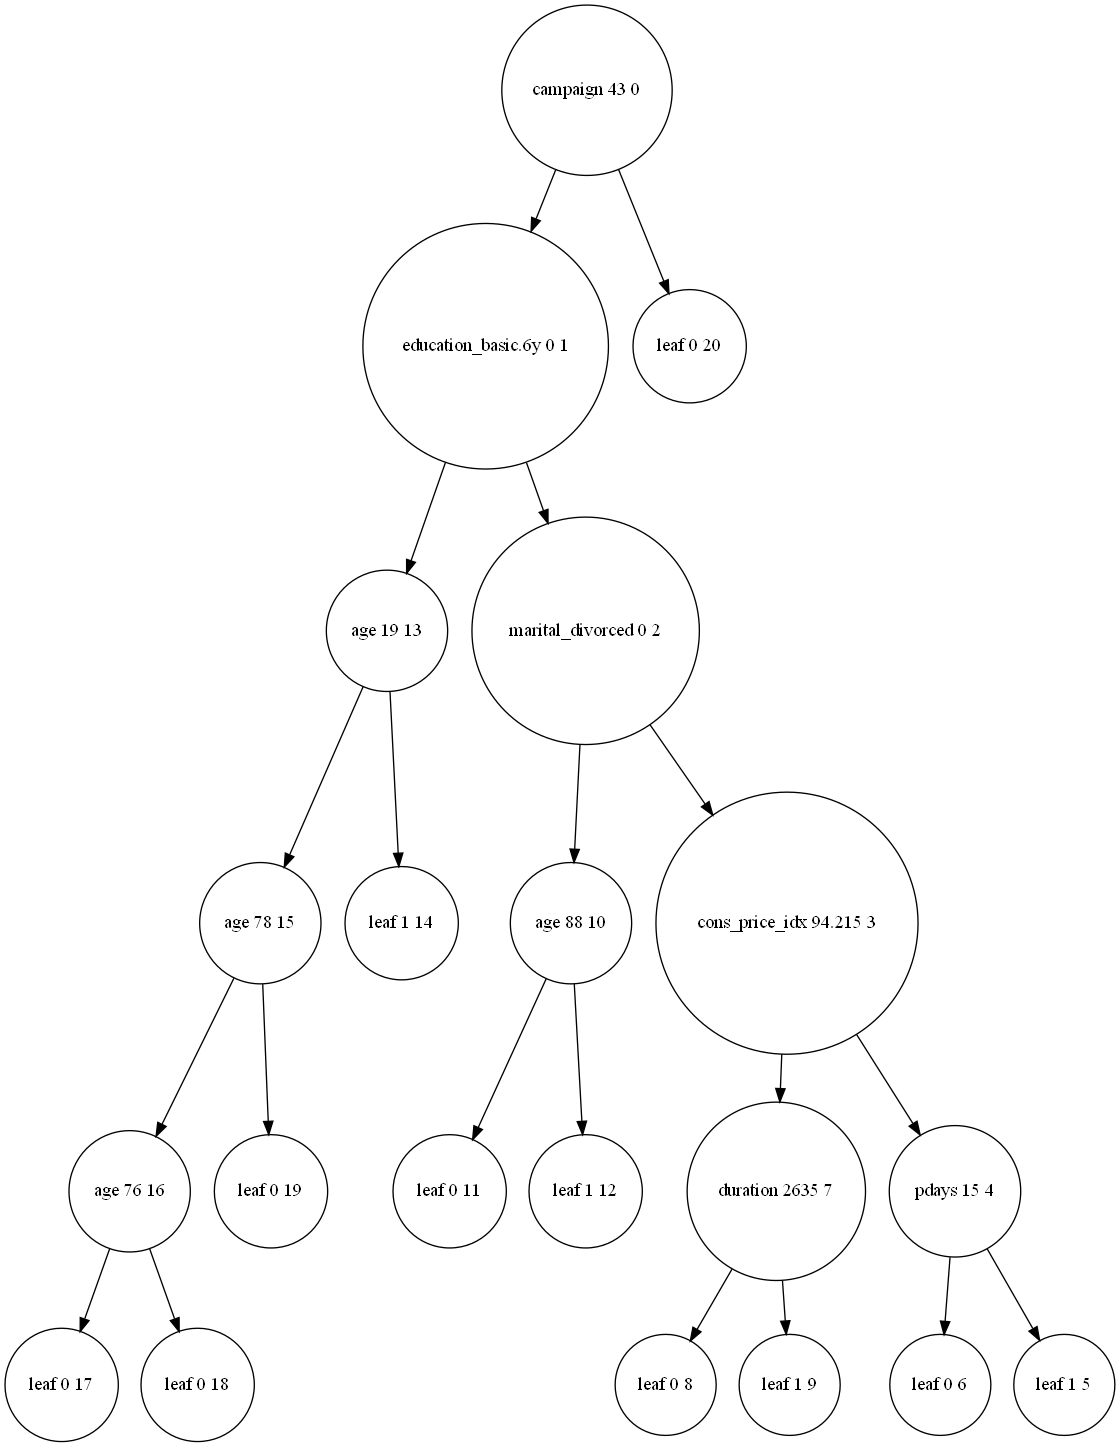 campaign 43 0
education_basic.6y 0 1
leaf 0 20
age 19 13
marital_divorced 0 2
age 78 15
leaf 1 14
age 88 10
cons_price_idx 94.215 3
age 76 16
leaf 0 19
leaf 0 11
leaf 1 12
duration 2635 7
pdays 15 4
leaf 0 17
leaf 0 18
leaf 0 8
leaf 1 9
leaf 0 6
leaf 1 5